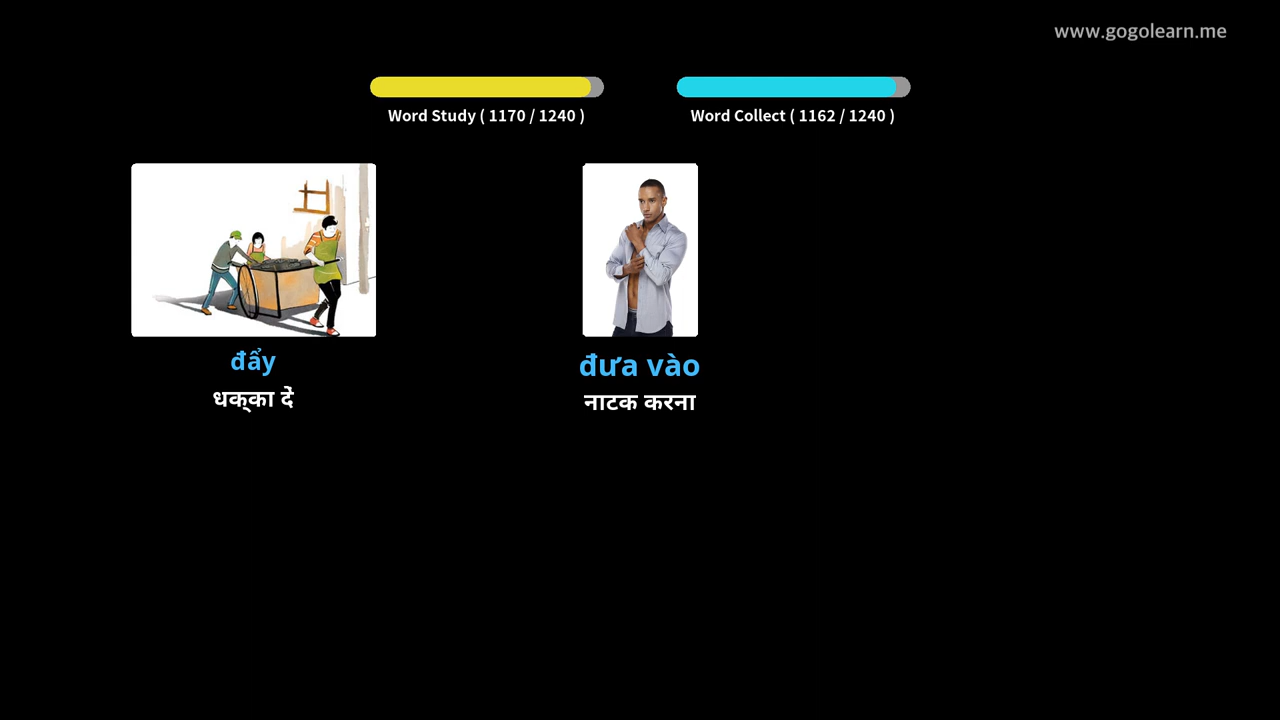 www.gogolearn.me
Word Study ( 1170 / 1240 )
Word Collect ( 1162 / 1240 )
đẩy
धक्का दें
đưa vào
नाटक करना